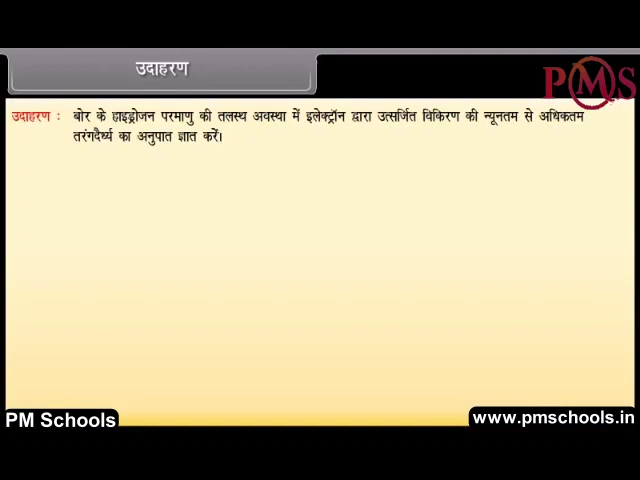 उदाहरण
PMS
उदाहरण : बोर के हाइड्रोजन परमाणु की तलस्थ अवस्था में इलेक्ट्रॉन द्वारा उत्सर्जित विकिरण की न्यूनतम से अधिकतम
तरंगदैर्ध्य का अनुपात ज्ञात करें।
PM Schools
www.pmschools.in